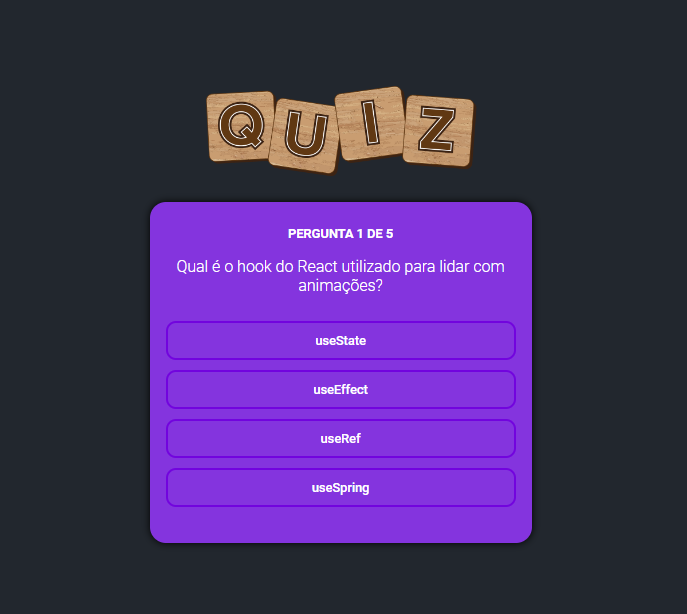 QUIZ
PERGUNTA 1 DE 5
Qual é o hook do React utilizado para lidar com
animações?
useState
useEffect
useRef
useSpring